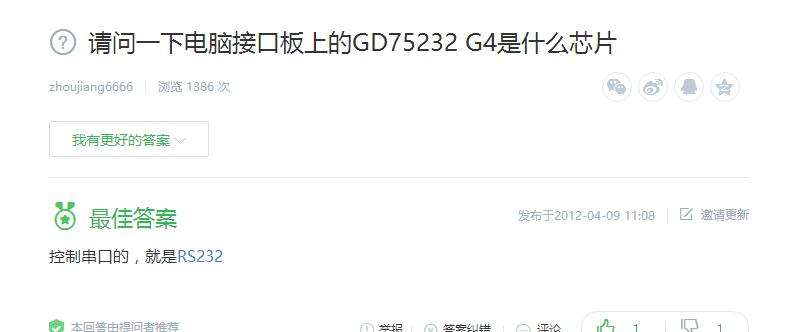 请问一下电脑接口板上的GD75232 G4是什么芯片
zhoujiang6666 浏览 1386 次
我有更好的答案
最佳答案 发布于2012-04-09 11:08 邀请更新
控制串口的，就是RS232
本回答由提问者推荐 举报 答案纠错 评论 1 1